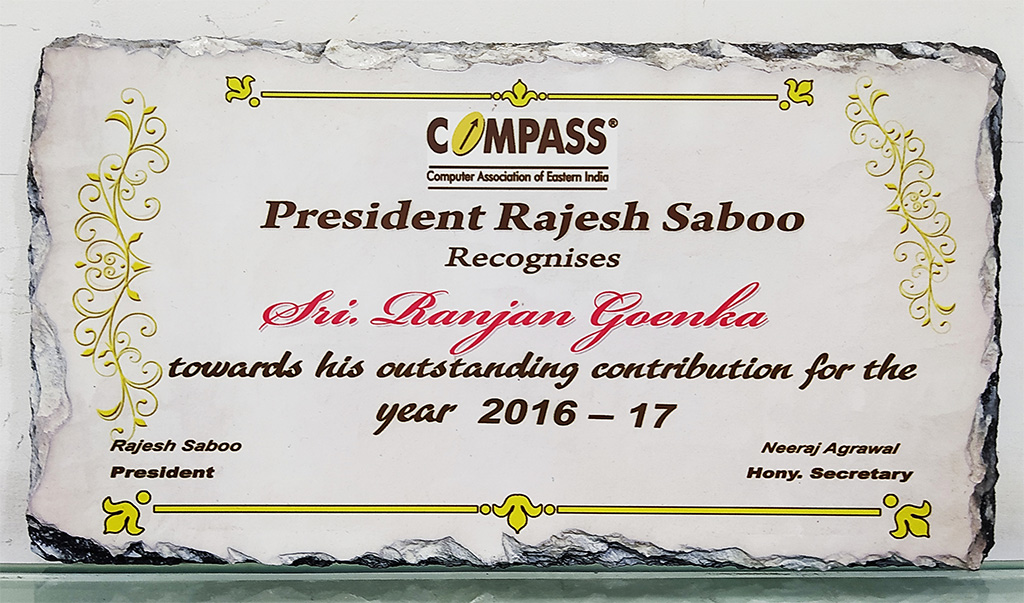 COMPASS®
Computer Association of Eastern India
President Rajesh Saboo
Recognises
Sri. Ranjan Goenka
towards his outstanding contribution for the
year 2016 – 17
Rajesh Saboo
President
Neeraj Agrawal
Hony. Secretary